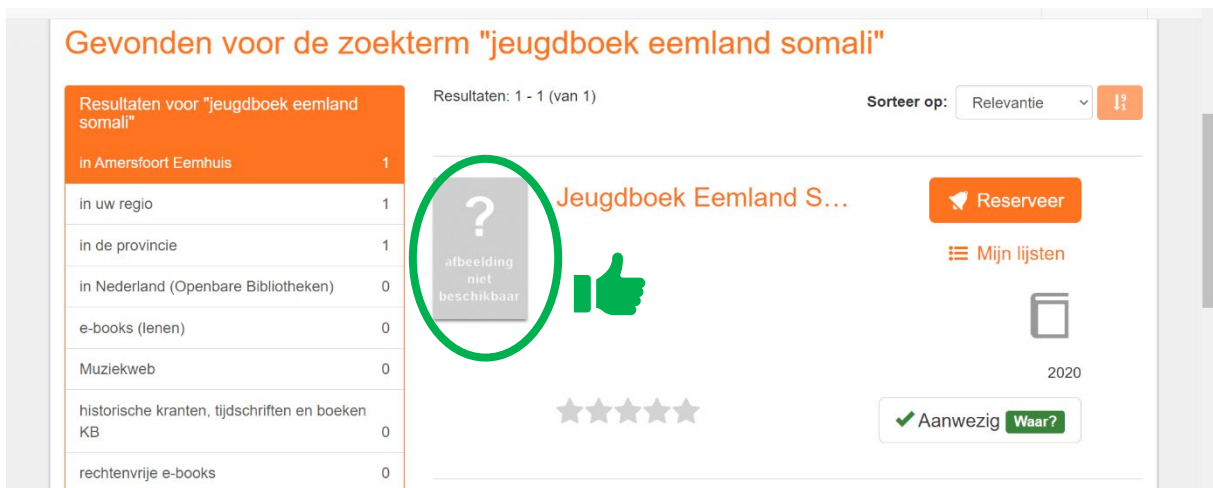 Gevonden voor de zoekterm "jeugdboek eemland somali"
Resultaten voor "jeugdboek eemland
somali"
in Amersfoort Eemhuis 1
in uw regio 1
in de provincie 1
in Nederland (Openbare Bibliotheken) 0
e-books (lenen) 0
Muziekweb 0
historische kranten, tijdschriften en boeken
KB 0
rechtenvrije e-books 0
Resultaten: 1 - 1 (van 1)
Sorteer op: Relevantie
?
afbeelding
niet
beschikbaar
Jeugdboek Eemland S...
Reserveer
Mijn lijsten
2020
Aanwezig Waar?